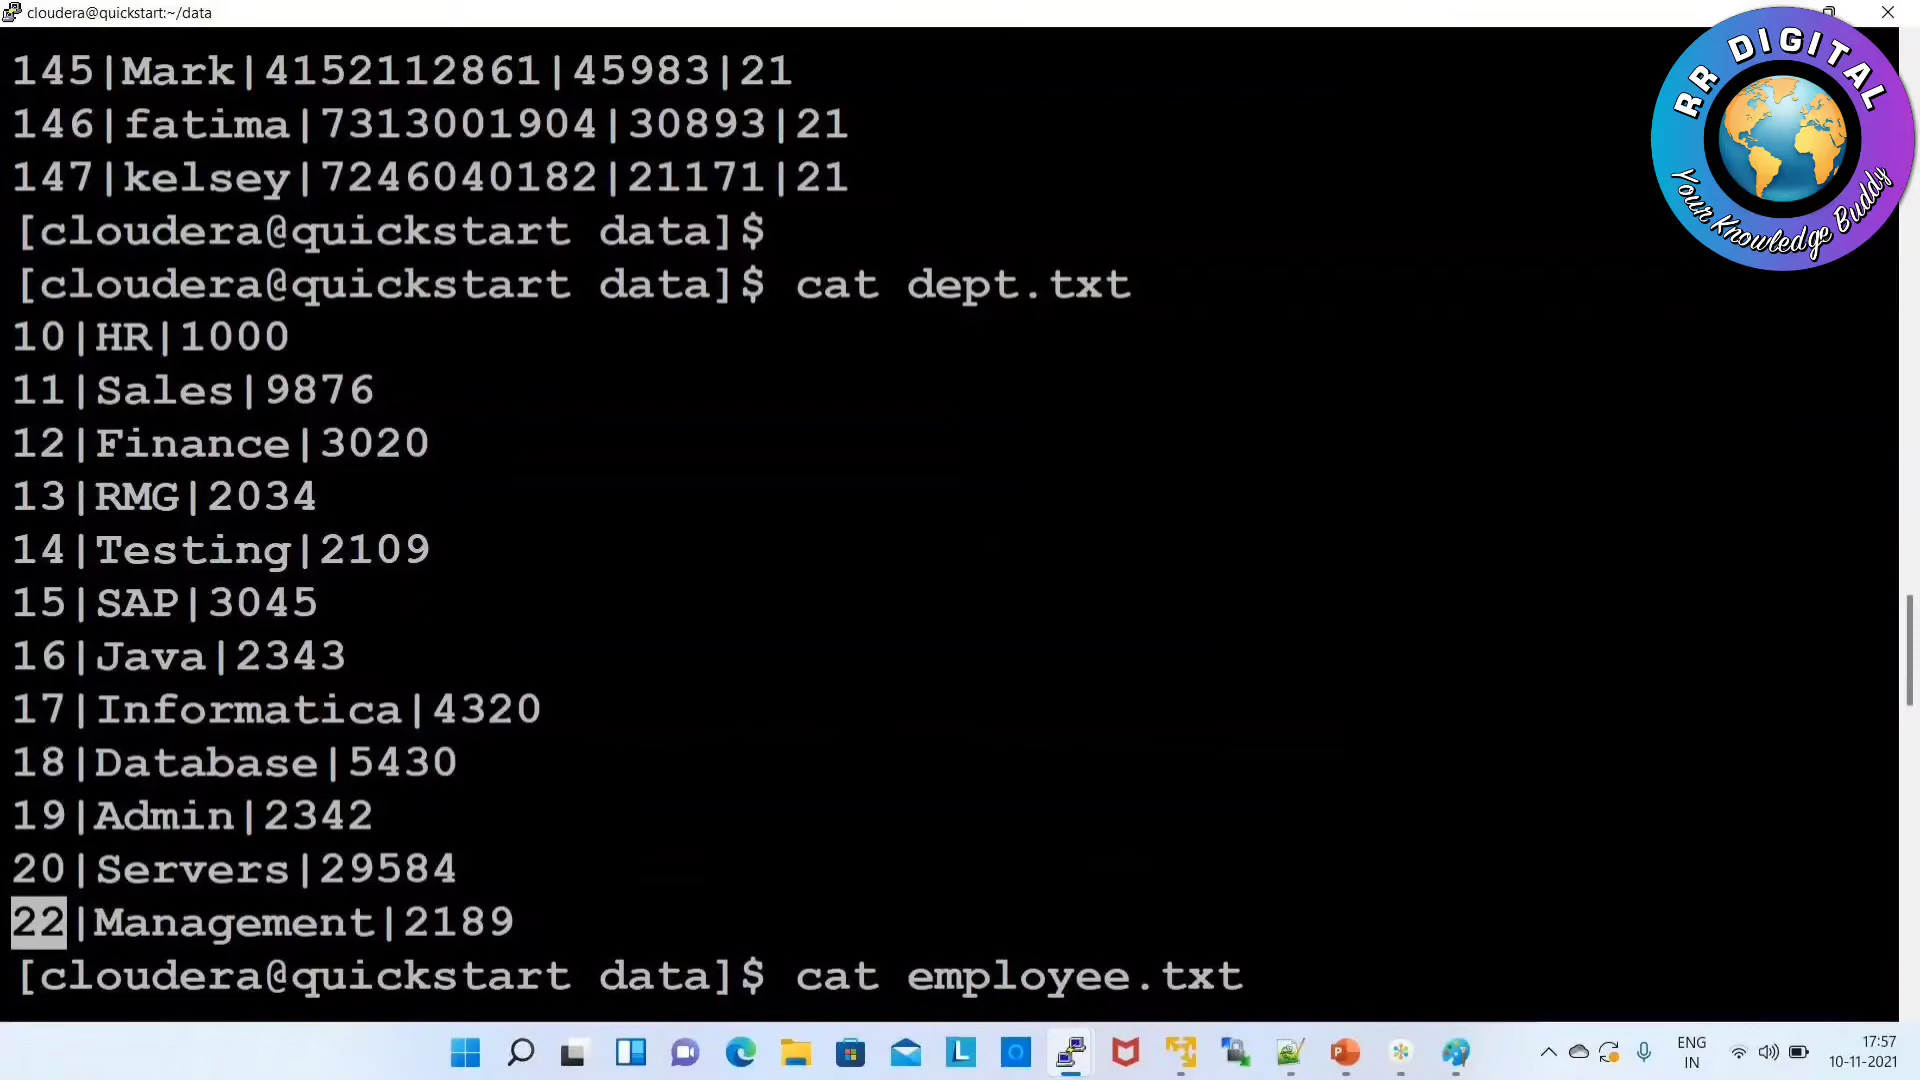 cloudera@quickstart:~/data
145|Mark|4152112861|45983|21
146|fatima|7313001904|30893|21
147|kelsey|7246040182|21171|21
[cloudera@quickstart data]$
[cloudera@quickstart data]$ cat dept.txt
10|HR|1000
11|Sales|9876
12|Finance|3020
13|RMG|2034
14|Testing|2109
15|SAP|3045
16|Java|2343
17|Informatica|4320
18|Database|5430
19|Admin|2342
20|Servers|29584
22|Management|2189
[cloudera@quickstart data]$ cat employee.txt
RR DIGITAL
Your Knowledge Buddy
ENG
IN
17:57
10-11-2021